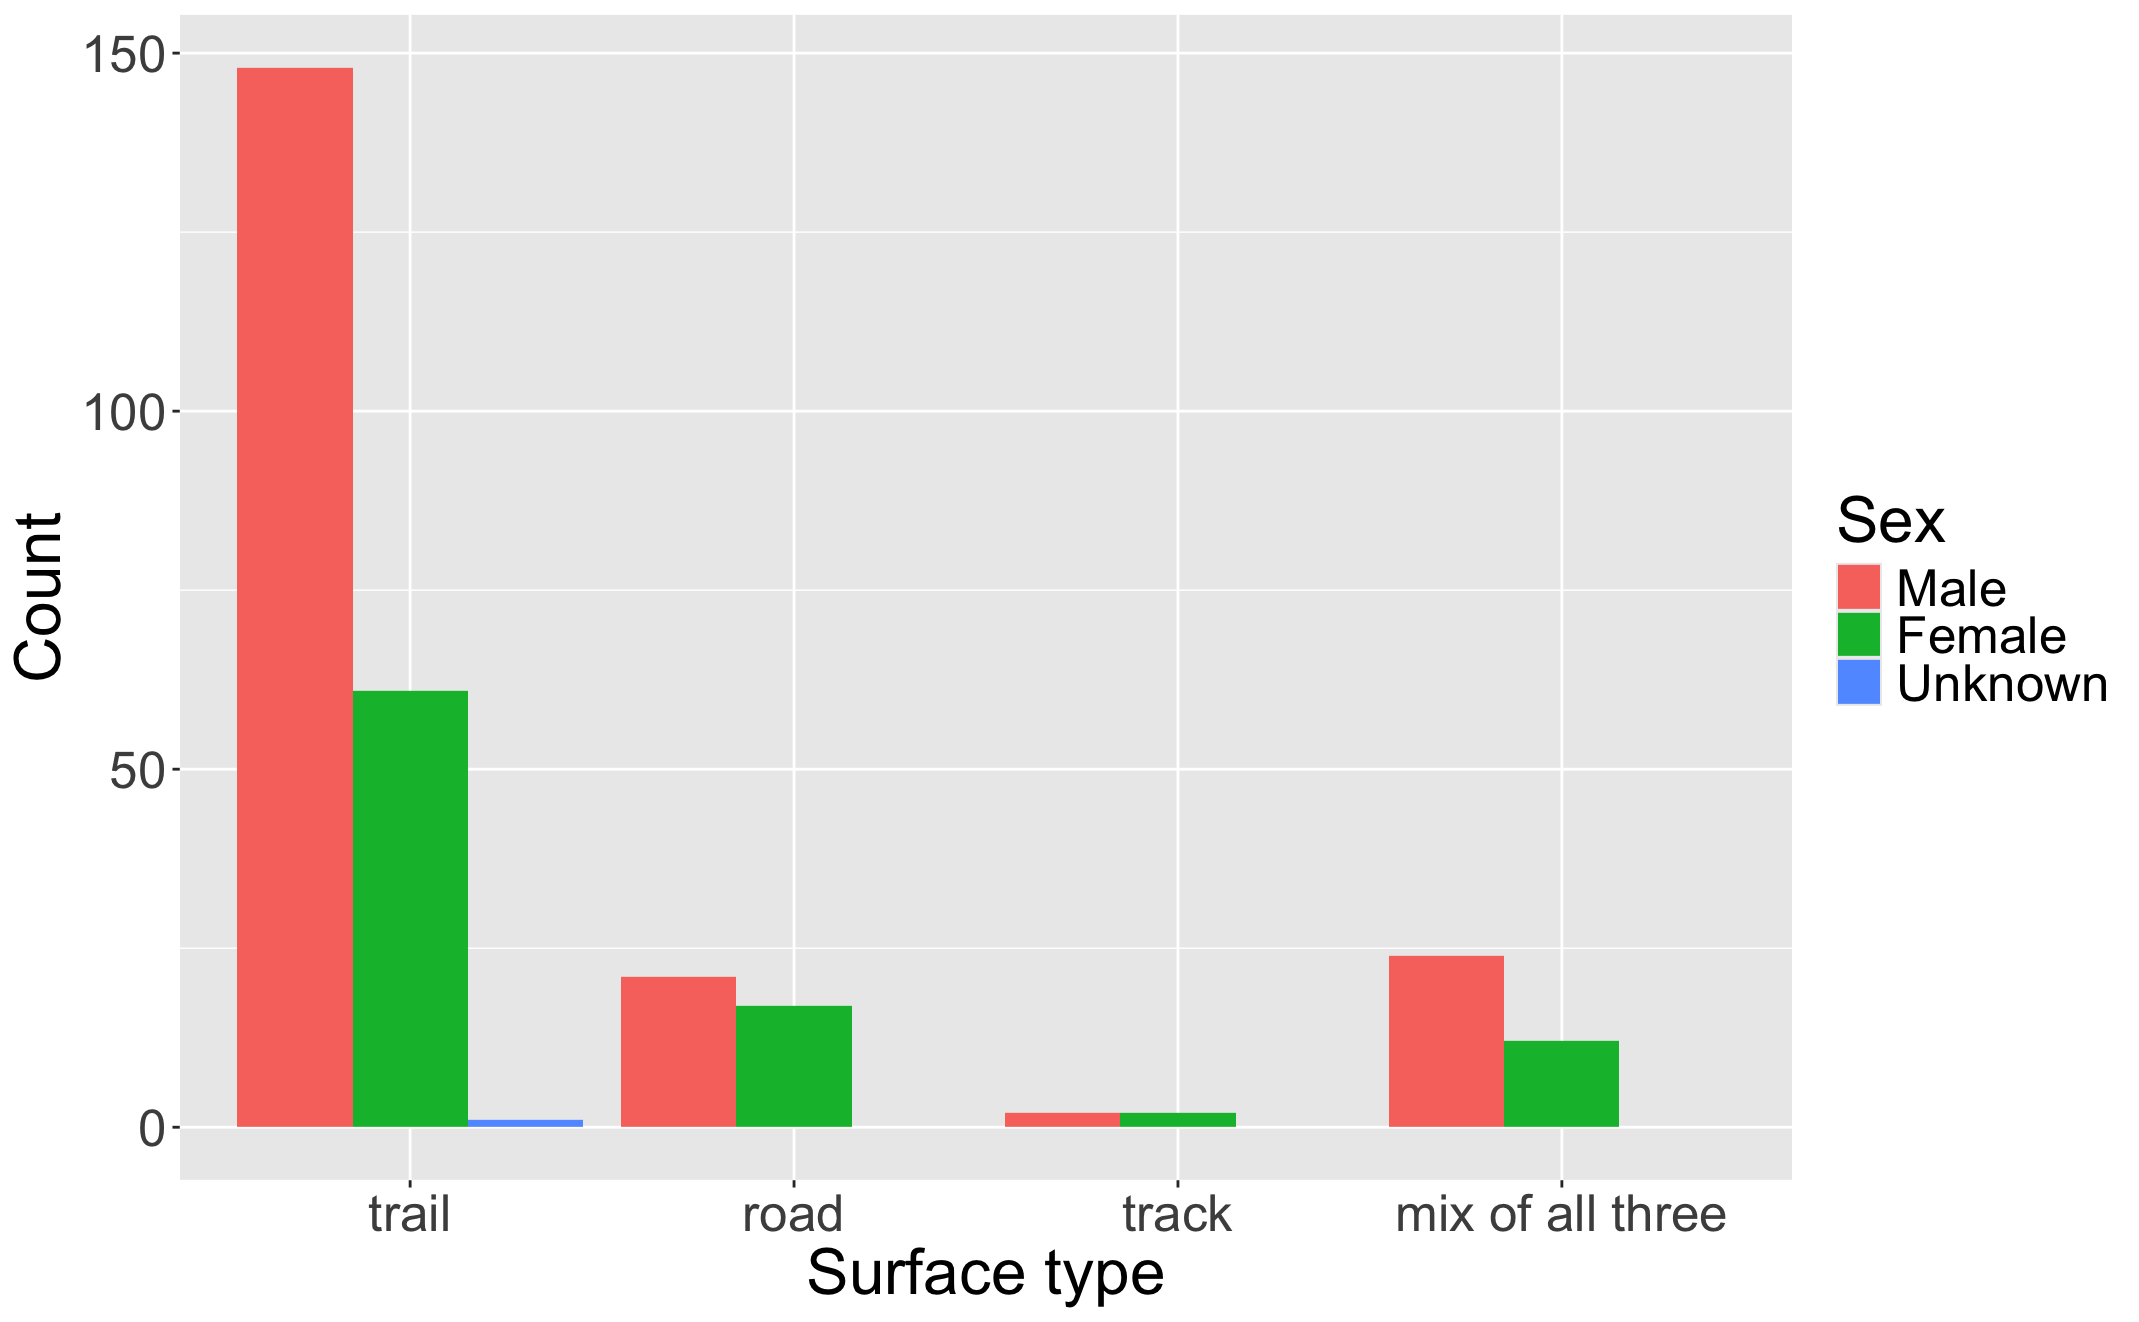 150
100
50
0
Count
trail
road
track
mix of all three
Surface type
Sex
Male
Female
Unknown